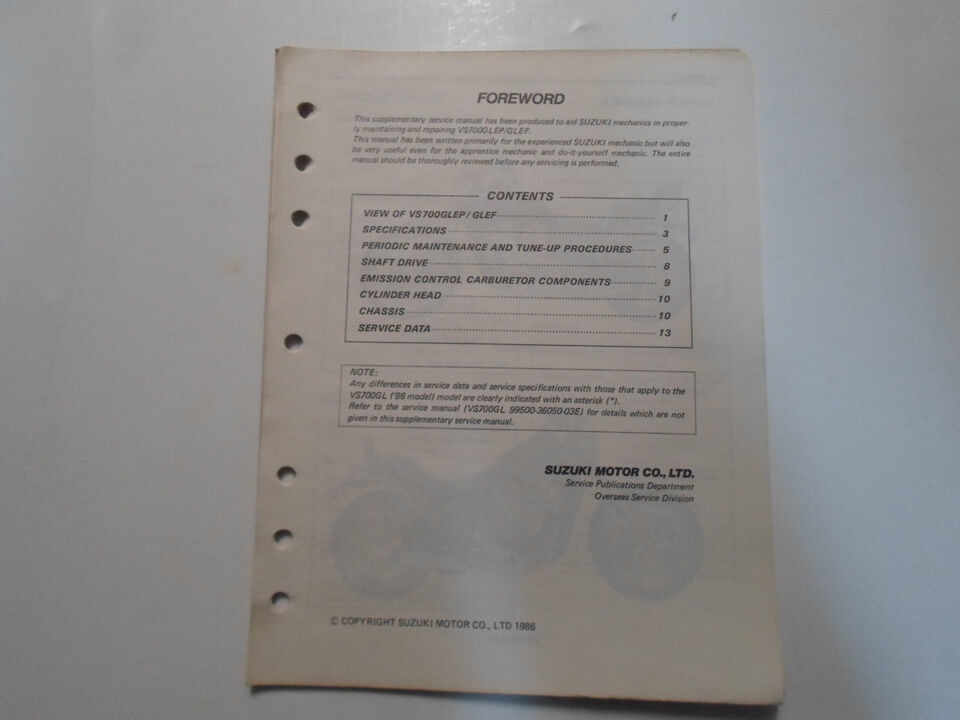 FOREWORD
This supplementary service manual has been produced to aid SUZUKI mechanics in proper-
ly maintaining and repairing VS700GLEP/GLEF.
This manual has been written primarily for the experienced SUZUKI mechanic but will also
be very useful even for the apprentice mechanic and do-it-yourself mechanic. The entire
manual should be thoroughly reviewed before any servicing is performed.
CONTENTS
VIEW OF VS700GLEP/GLEF 1
SPECIFICATIONS 3
PERIODIC MAINTENANCE AND TUNE-UP PROCEDURES 5
SHAFT DRIVE 8
EMISSION CONTROL CARBURETOR COMPONENTS 9
CYLINDER HEAD 10
CHASSIS 10
SERVICE DATA 13
NOTE:
Any differences in service data and service specifications with those that apply to the
VS700GL ('86 model) model are clearly indicated with an asterisk (*).
Refer to the service manual (VS700GL 99500-36050-03E) for details which are not
given in this supplementary service manual.
SUZUKI MOTOR CO., LTD.
Service Publications Department
Overseas Service Division
© COPYRIGHT SUZUKI MOTOR CO., LTD 1986